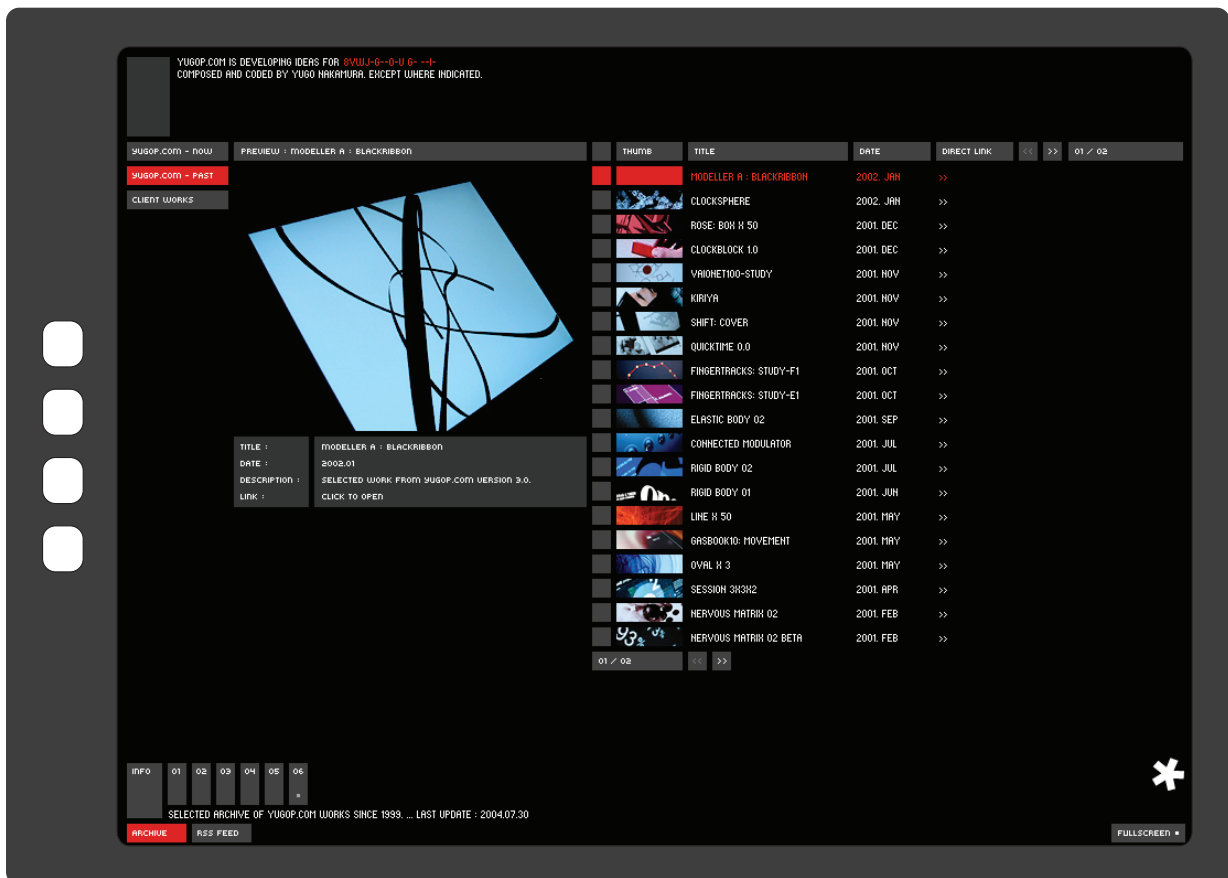 YUGOP.COM IS DEVELOPING IDEAS FOR 8VWJ-G--O-U G- --I-
COMPOSED AND CODED BY YUGO NAKAMURA. EXCEPT WHERE INDICATED.
YUGOP.COM - NOW
PREVIEW : MODELLER A : BLACKRIBBON
THUMB TITLE DATE DIRECT LINK << >> 01 / 02
YUGOP.COM - PAST
CLIENT WORKS
MODELLER A : BLACKRIBBON 2002. JAN >>
CLOCKSPHERE 2002. JAN >>
ROSE: BOX X 50 2001. DEC >>
CLOCKBLOCK 1.0 2001. DEC >>
VAIONET100-STUDY 2001. NOV >>
KIRIYA 2001. NOV >>
SHIFT: COVER 2001. NOV >>
QUICKTIME 0.0 2001. NOV >>
FINGERTRACKS: STUDY-F1 2001. OCT >>
FINGERTRACKS: STUDY-E1 2001. OCT >>
ELASTIC BODY 02 2001. SEP >>
CONNECTED MODULATOR 2001. JUL >>
RIGID BODY 02 2001. JUL >>
RIGID BODY 01 2001. JUN >>
LINE X 50 2001. MAY >>
GASBOOK10: MOVEMENT 2001. MAY >>
OVAL X 3 2001. MAY >>
SESSION 3X3X2 2001. APR >>
NERVOUS MATRIX 02 2001. FEB >>
NERVOUS MATRIX 02 BETA 2001. FEB >>
01 / 02 << >>
TITLE : MODELLER A : BLACKRIBBON
DATE : 2002.01
DESCRIPTION : SELECTED WORK FROM YUGOP.COM VERSION 3.0.
LINK : CLICK TO OPEN
INFO 01 02 03 04 05 06
SELECTED ARCHIVE OF YUGOP.COM WORKS SINCE 1999. ... LAST UPDATE : 2004.07.30
ARCHIVE RSS FEED
FULLSCREEN